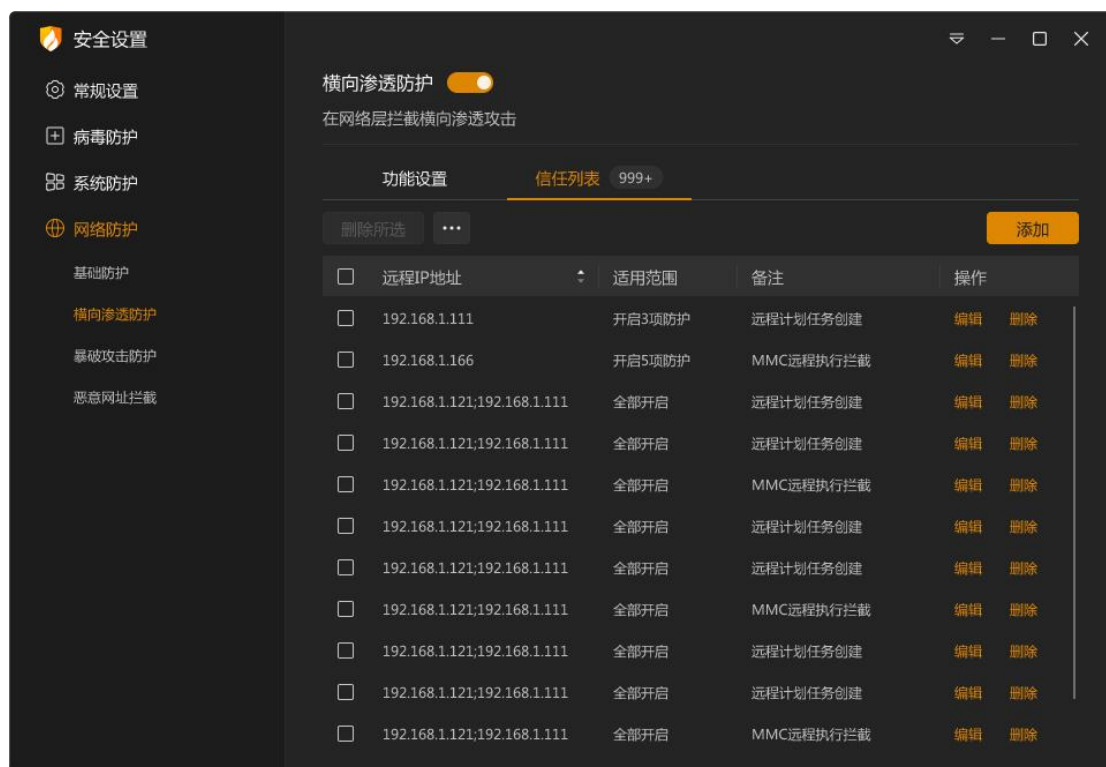 安全设置
常规设置
病毒防护
系统防护
网络防护
基础防护
横向渗透防护
暴破攻击防护
恶意网址拦截
横向渗透防护
在网络层拦截横向渗透攻击
功能设置 信任列表 999+
删除所选 ••• 添加
远程IP地址 适用范围 备注 操作
192.168.1.111 开启3项防护 远程计划任务创建 编辑 删除
192.168.1.166 开启5项防护 MMC远程执行拦截 编辑 删除
192.168.1.121;192.168.1.111 全部开启 远程计划任务创建 编辑 删除
192.168.1.121;192.168.1.111 全部开启 远程计划任务创建 编辑 删除
192.168.1.121;192.168.1.111 全部开启 MMC远程执行拦截 编辑 删除
192.168.1.121;192.168.1.111 全部开启 远程计划任务创建 编辑 删除
192.168.1.121;192.168.1.111 全部开启 远程计划任务创建 编辑 删除
192.168.1.121;192.168.1.111 全部开启 MMC远程执行拦截 编辑 删除
192.168.1.121;192.168.1.111 全部开启 远程计划任务创建 编辑 删除
192.168.1.121;192.168.1.111 全部开启 远程计划任务创建 编辑 删除
192.168.1.121;192.168.1.111 全部开启 MMC远程执行拦截 编辑 删除